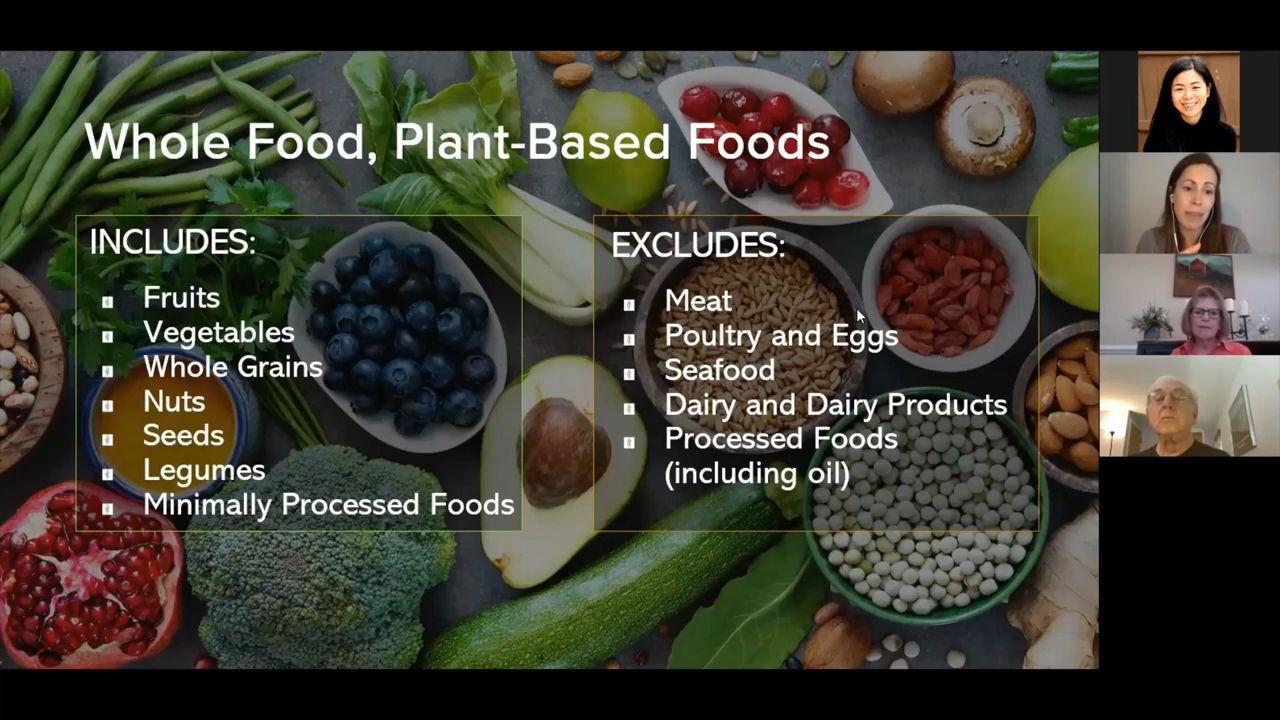 Whole Food, Plant-Based Foods
INCLUDES:
Fruits
Vegetables
Whole Grains
Nuts
Seeds
Legumes
Minimally Processed Foods
EXCLUDES:
Meat
Poultry and Eggs
Seafood
Dairy and Dairy Products
Processed Foods
(including oil)